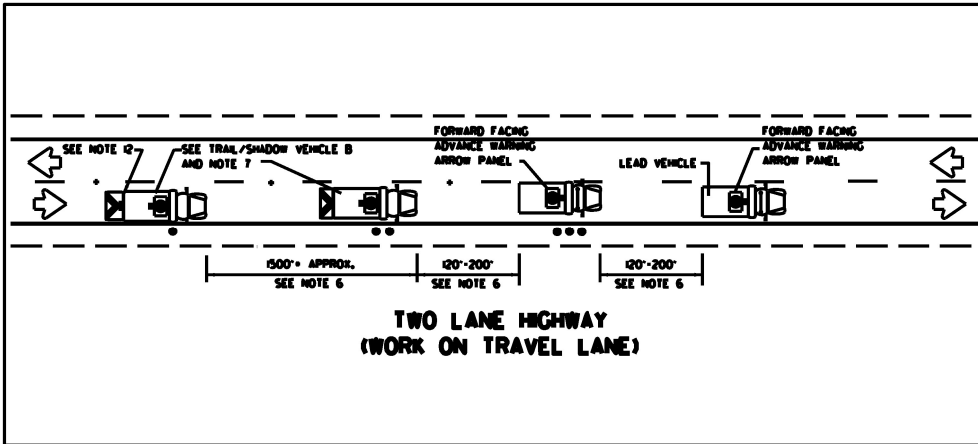 FORWARD FACING
ADVANCE WARNING
ARROW PANEL
FORWARD FACING
ADVANCE WARNING
ARROW PANEL
SEE NOTE 12
SEE TRAIL/SHADOW VEHICLE B
AND NOTE 7
LEAD VEHICLE
1500'± APPROX.
SEE NOTE 6
120'-200'
SEE NOTE 6
120'-200'
SEE NOTE 6
TWO LANE HIGHWAY
(WORK ON TRAVEL LANE)